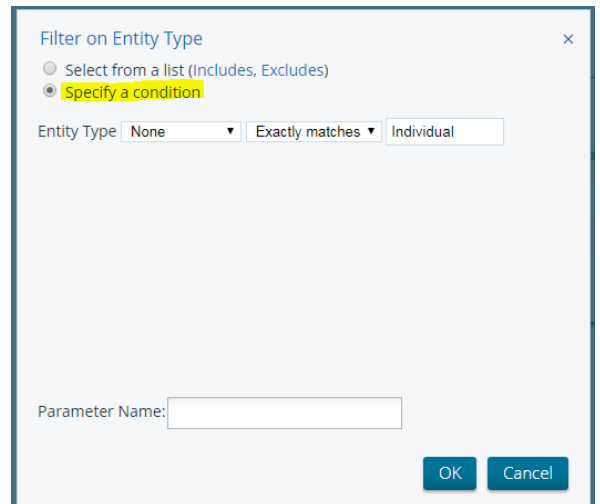 Filter on Entity Type ×
Select from a list (Includes, Excludes)
Specify a condition
Entity Type None Exactly matches Individual
Parameter Name:
OK Cancel